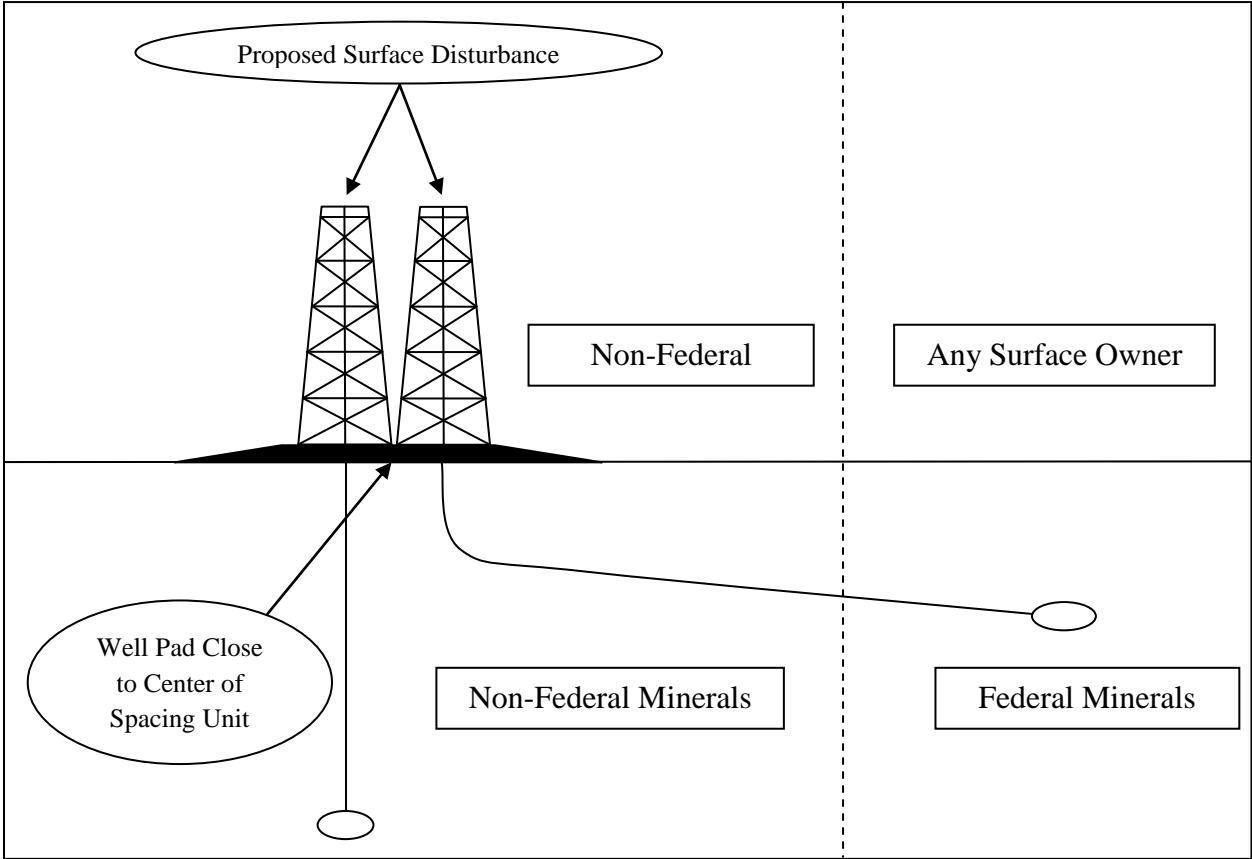 Proposed Surface Disturbance
Non-Federal
Any Surface Owner
Well Pad Close
to Center of
Spacing Unit
Non-Federal Minerals
Federal Minerals